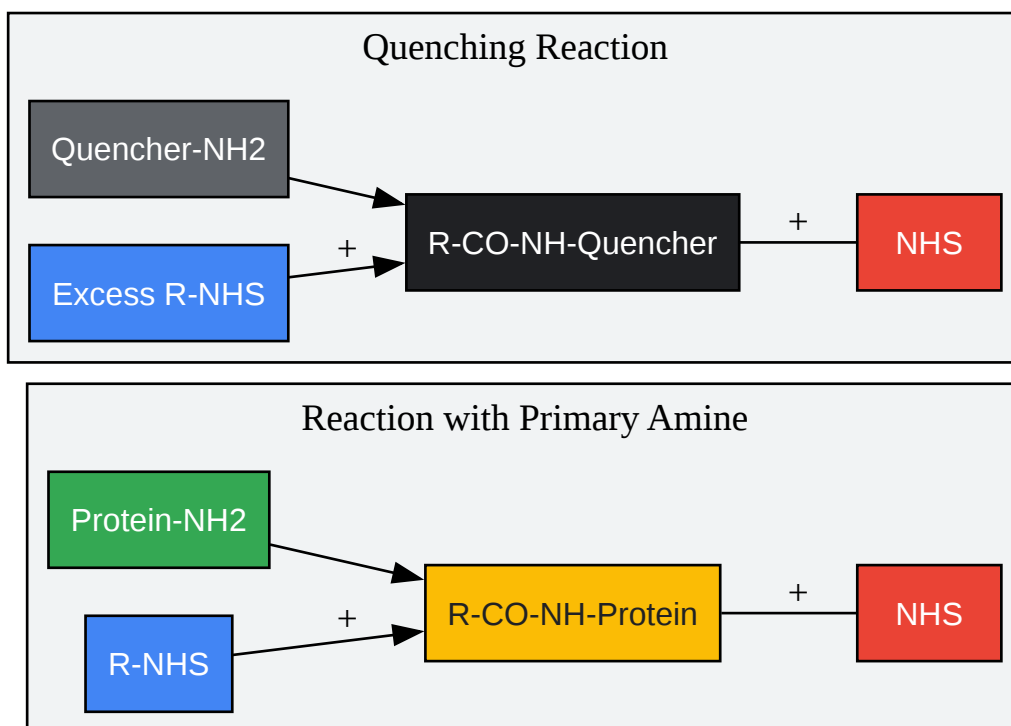 Quenching Reaction
Quencher-NH2
Excess R-NHS
+
R-CO-NH-Quencher
+
NHS
Reaction with Primary Amine
Protein-NH2
R-NHS
+
R-CO-NH-Protein
+
NHS